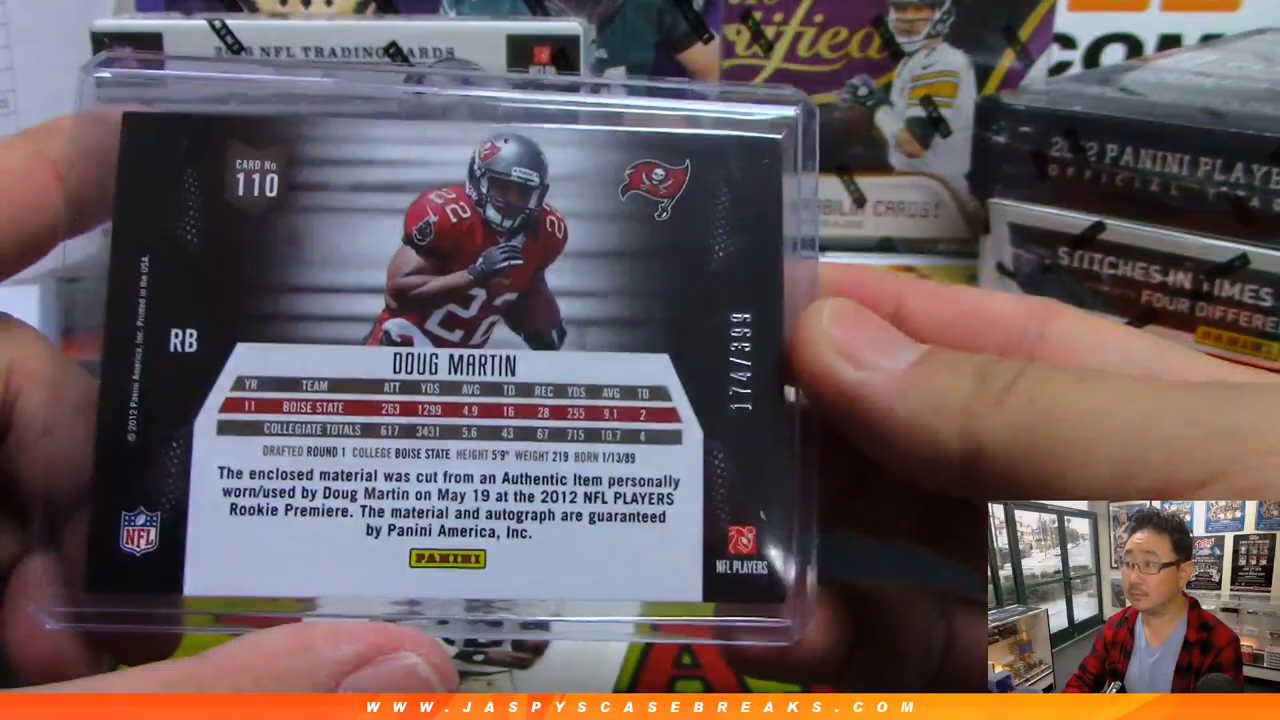 NFL TRADING CARDS
COM
PANINI
STITCHES IN TIMES
FOUR
PANINI
CARD No
110
© 2012 Panini America, Inc. Printed in the USA.
RB
174/399
22
22
DOUG MARTIN
YR TEAM ATT YDS AVG TD REC YDS AVG TD
11 BOISE STATE 263 1299 4.9 16 28 255 9.1 2
COLLEGIATE TOTALS 617 3431 5.6 43 67 715 10.7 4
DRAFTED ROUND 1 COLLEGE BOISE STATE HEIGHT 5'9" WEIGHT 219 BORN 1/13/89
The enclosed material was cut from an Authentic Item personally
worn/used by Doug Martin on May 19 at the 2012 NFL PLAYERS
Rookie Premiere. The material and autograph are guaranteed
by Panini America, Inc.
PANINI
NFL
NFL PLAYERS
WWW.JASPYSCASEBREAKS.COM